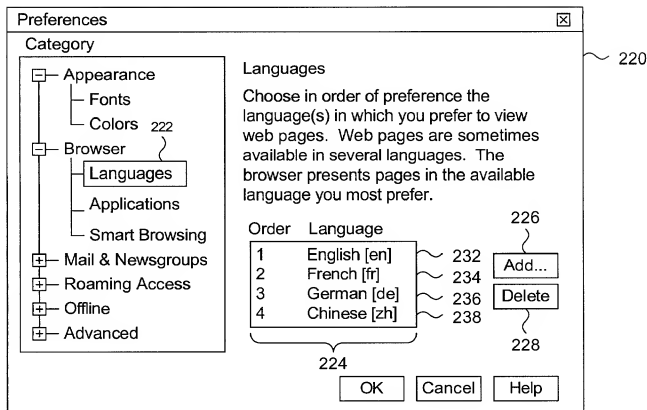 Preferences
Category
Appearance
Fonts
Colors
222
Browser
Languages
Applications
Smart Browsing
Mail & Newsgroups
Roaming Access
Offline
Advanced
220
Languages
Choose in order of preference the
language(s) in which you prefer to view
web pages. Web pages are sometimes
available in several languages. The
browser presents pages in the available
language you most prefer.
Order Language
1 English [en]
2 French [fr]
3 German [de]
4 Chinese [zh]
232
234
236
238
226
Add...
Delete
228
224
OK Cancel Help